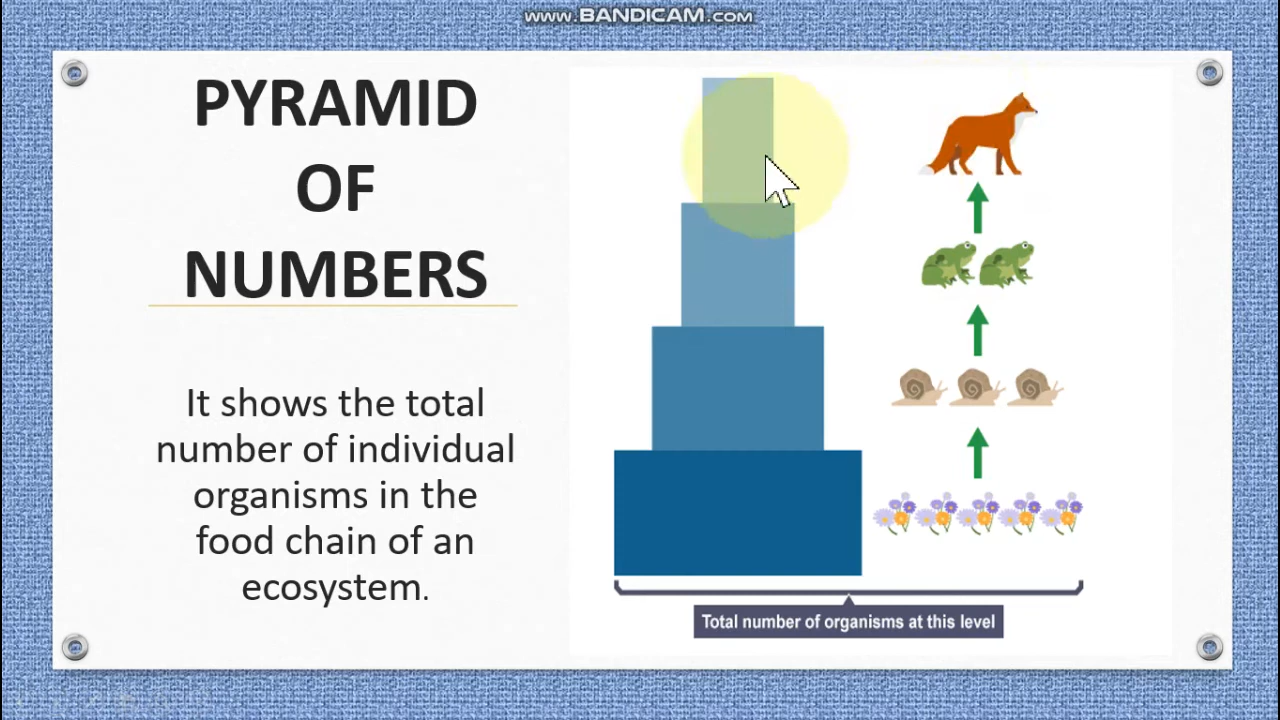 www.BANDICAM.com
PYRAMID
OF
NUMBERS
It shows the total
number of individual
organisms in the
food chain of an
ecosystem.
Total number of organisms at this level